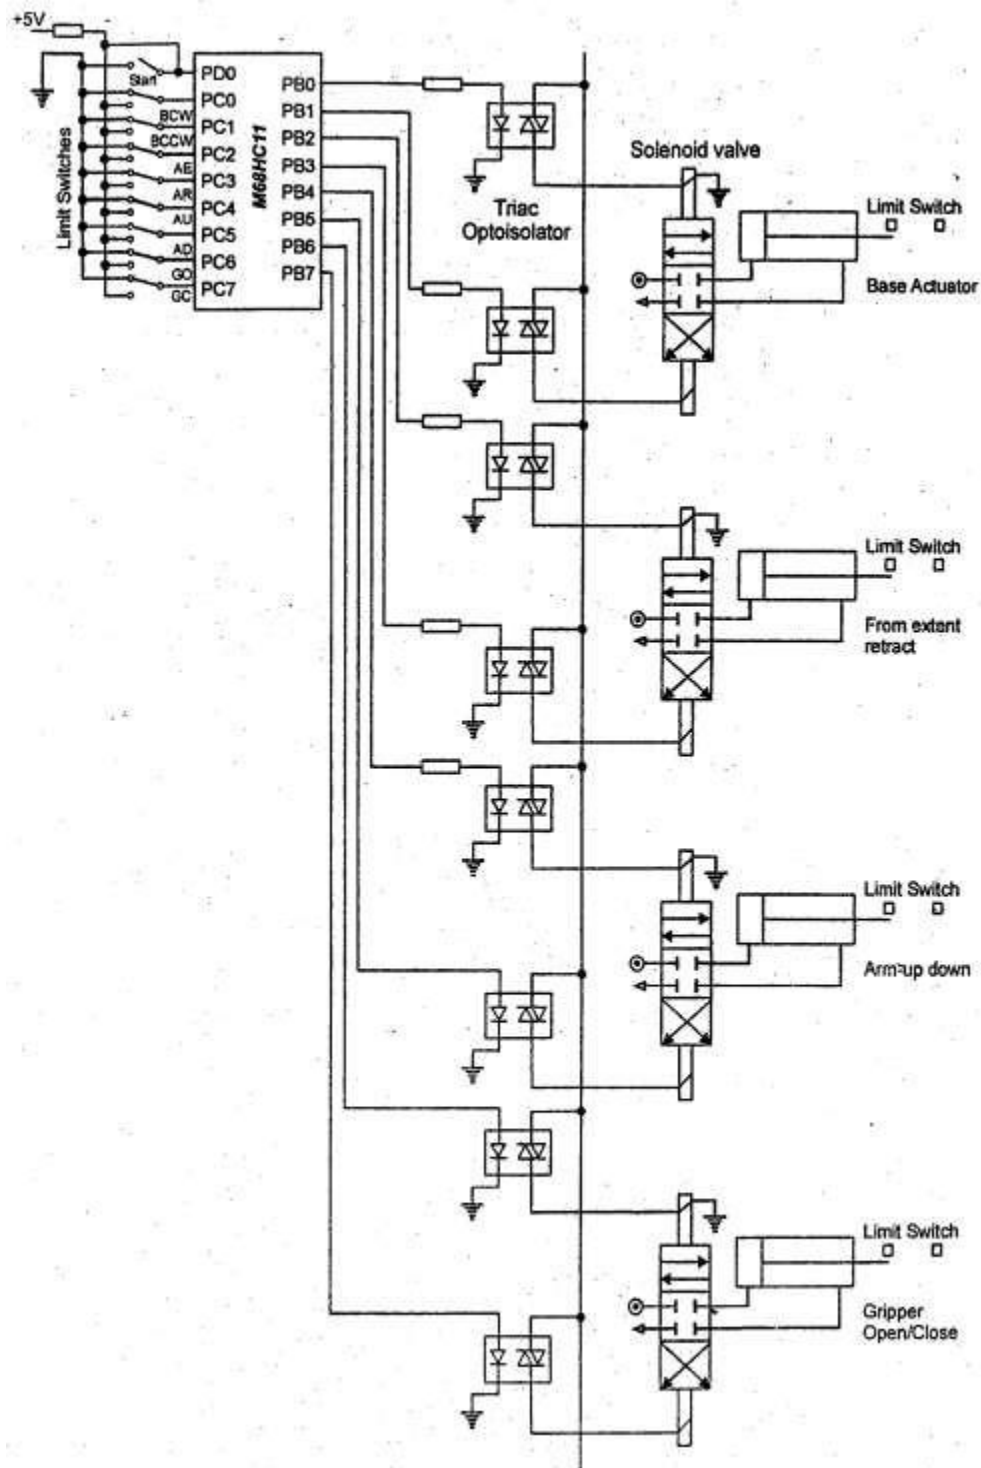 +5V
Start
Limit Switches
BCW
BCCW
AE
AR
AU
AD
GO
GC
PD0
PC0
PC1
PC2
PC3
PC4
PC5
PC6
PC7
M68HC11
PB0
PB1
PB2
PB3
PB4
PB5
PB6
PB7
Triac
Optoisolator
Solenoid valve
Limit Switch
Base Actuator
Limit Switch
From extent
retract
Limit Switch
Arm-up down
Limit Switch
Gripper
Open/Close